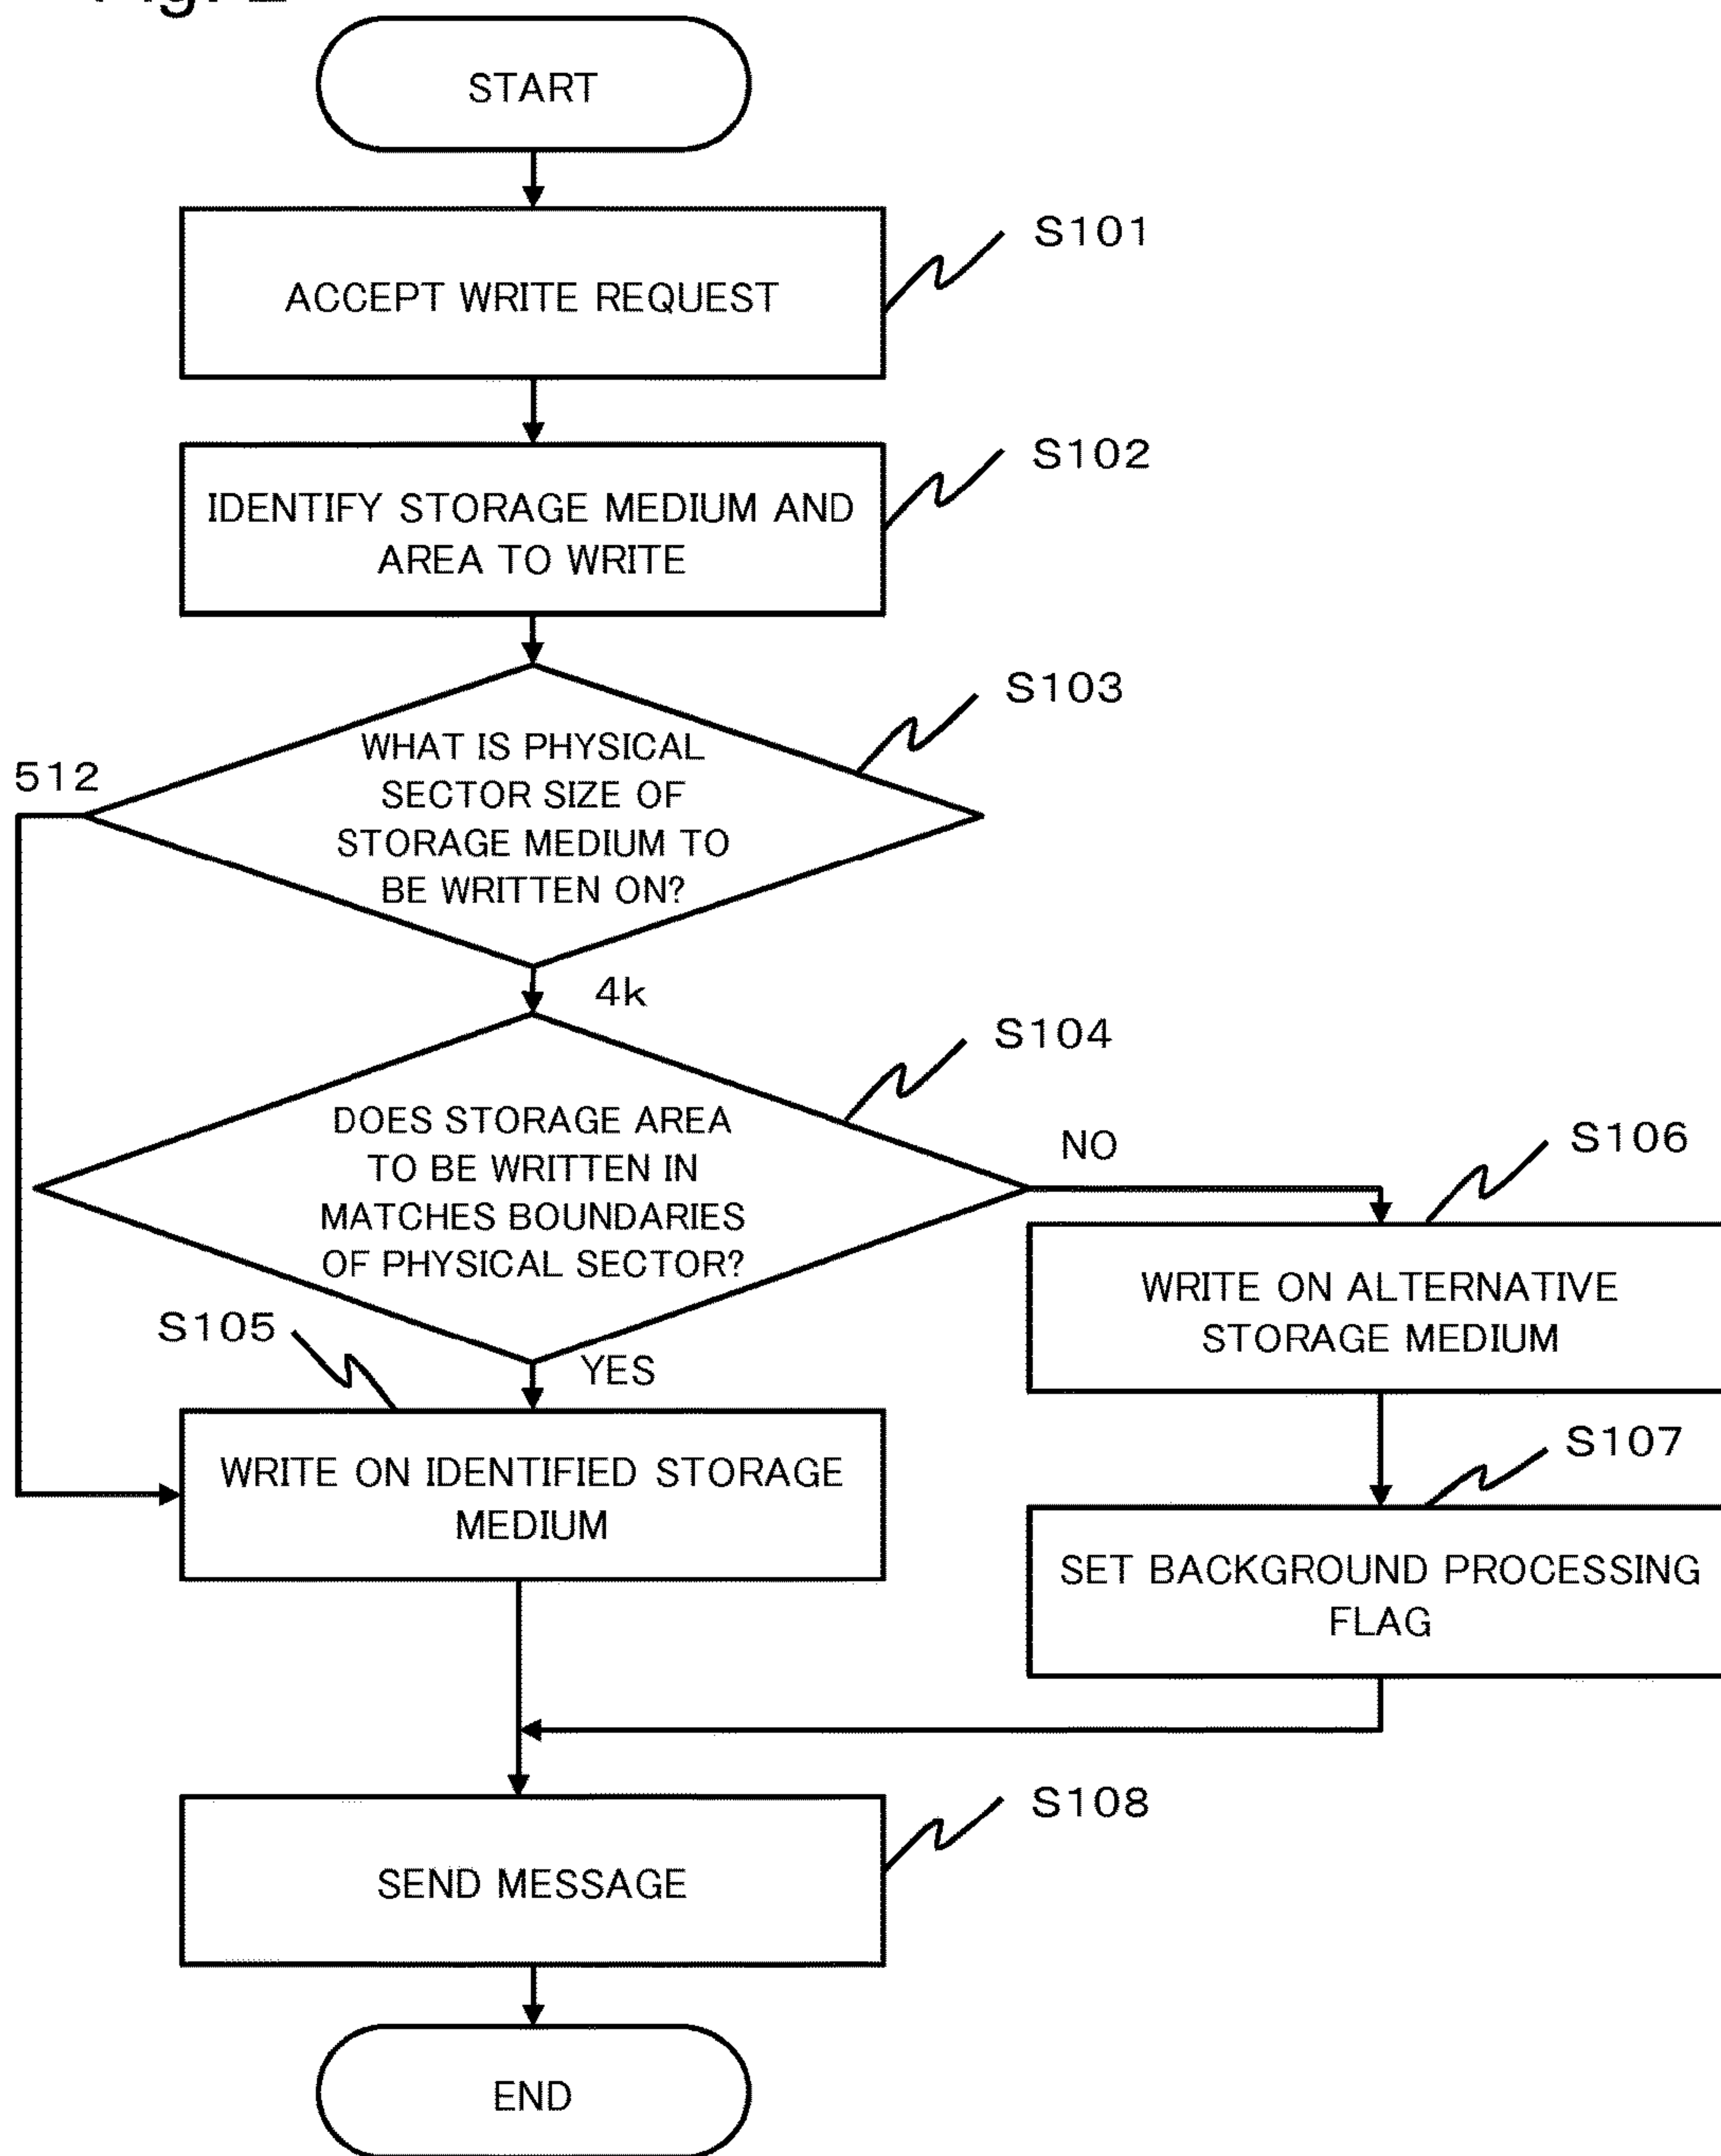 START
ACCEPT WRITE REQUEST
S101
IDENTIFY STORAGE MEDIUM AND
AREA TO WRITE
S102
WHAT IS PHYSICAL
SECTOR SIZE OF
STORAGE MEDIUM TO
BE WRITTEN ON?
S103
512
4k
DOES STORAGE AREA
TO BE WRITTEN IN
MATCHES BOUNDARIES
OF PHYSICAL SECTOR?
S104
NO
YES
S105
WRITE ON IDENTIFIED STORAGE
MEDIUM
S106
WRITE ON ALTERNATIVE
STORAGE MEDIUM
S107
SET BACKGROUND PROCESSING
FLAG
SEND MESSAGE
S108
END